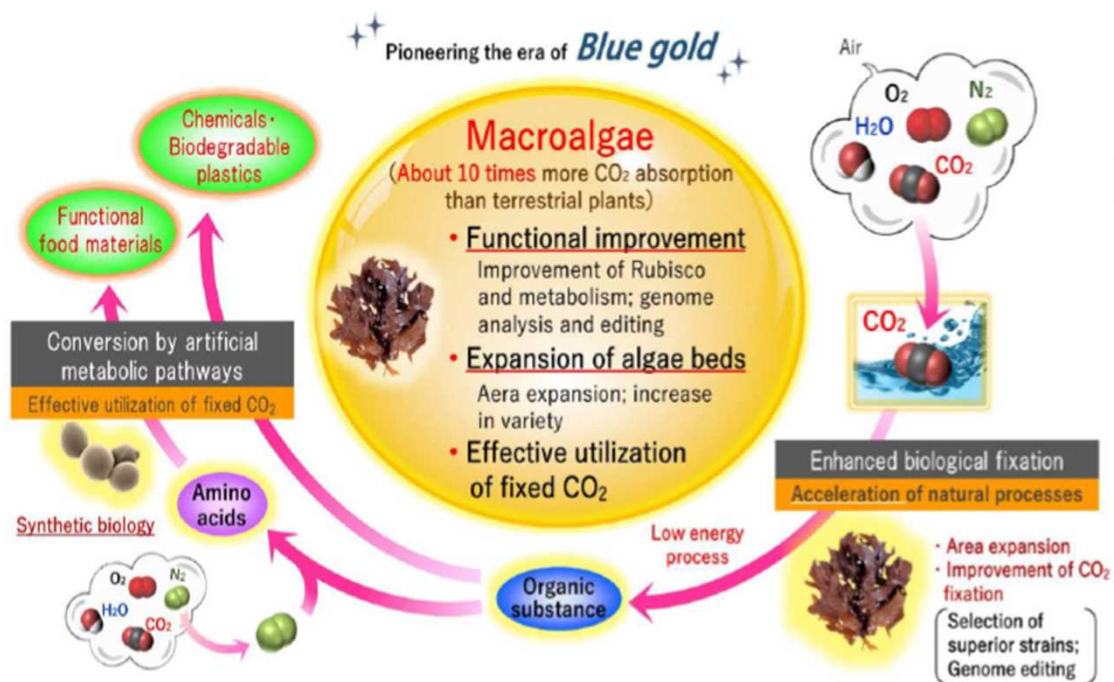 Pioneering the era of Blue gold
Air
O2
N2
H2O
CO2
Chemicals・
Biodegradable
plastics
Functional
food materials
Macroalgae
(About 10 times more CO2 absorption
than terrestrial plants)
• Functional improvement
Improvement of Rubisco
and metabolism; genome
analysis and editing
• Expansion of algae beds
Aera expansion; increase
in variety
• Effective utilization
of fixed CO2
CO2
Conversion by artificial
metabolic pathways
Effective utilization of fixed CO2
Enhanced biological fixation
Acceleration of natural processes
Amino
acids
Synthetic biology
Low energy
process
Organic
substance
• Area expansion
• Improvement of CO2
fixation
Selection of
superior strains;
Genome editing
O2
N2
H2O
CO2